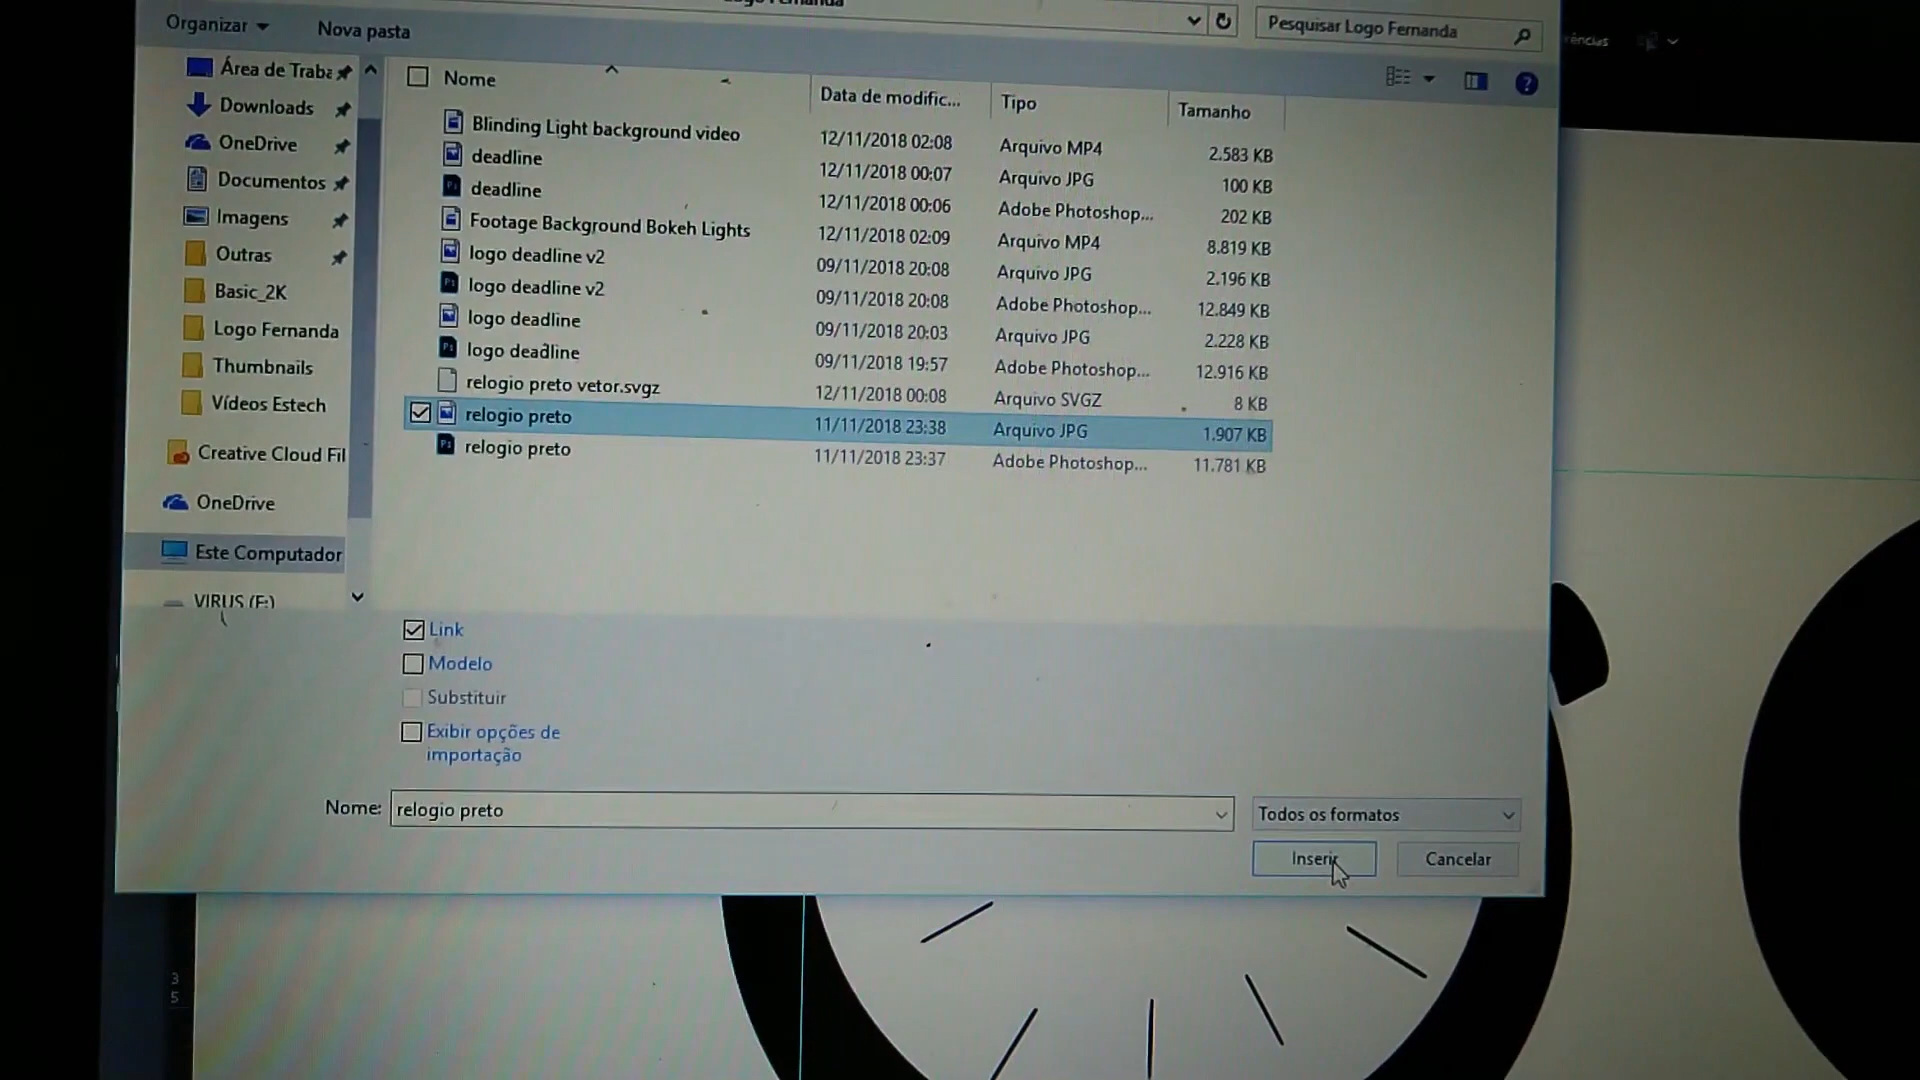 Organizar
Nova pasta
Pesquisar Logo Fernanda
Nome
Data de modific...
Tipo
Tamanho
Blinding Light background video 12/11/2018 02:08 Arquivo MP4 2.583 KB
deadline 12/11/2018 00:07 Arquivo JPG 100 KB
deadline 12/11/2018 00:06 Adobe Photoshop... 202 KB
Footage Background Bokeh Lights 12/11/2018 02:09 Arquivo MP4 8.819 KB
logo deadline v2 09/11/2018 20:08 Arquivo JPG 2.196 KB
logo deadline v2 09/11/2018 20:08 Adobe Photoshop... 12.849 KB
logo deadline 09/11/2018 20:03 Arquivo JPG 2.228 KB
logo deadline 09/11/2018 19:57 Adobe Photoshop... 12.916 KB
relogio preto vetor.svgz 12/11/2018 00:08 Arquivo SVGZ 8 KB
relogio preto 11/11/2018 23:38 Arquivo JPG 1.907 KB
relogio preto 11/11/2018 23:37 Adobe Photoshop... 11.781 KB
Área de Traba
Downloads
OneDrive
Documentos
Imagens
Outras
Basic_2K
Logo Fernanda
Thumbnails
Vídeos Estech
Creative Cloud Fil
OneDrive
Este Computador
VIRUS (F:)
Link
Modelo
Substituir
Exibir opções de
importação
Nome: relogio preto
Todos os formatos
Inserir
Cancelar
3
5